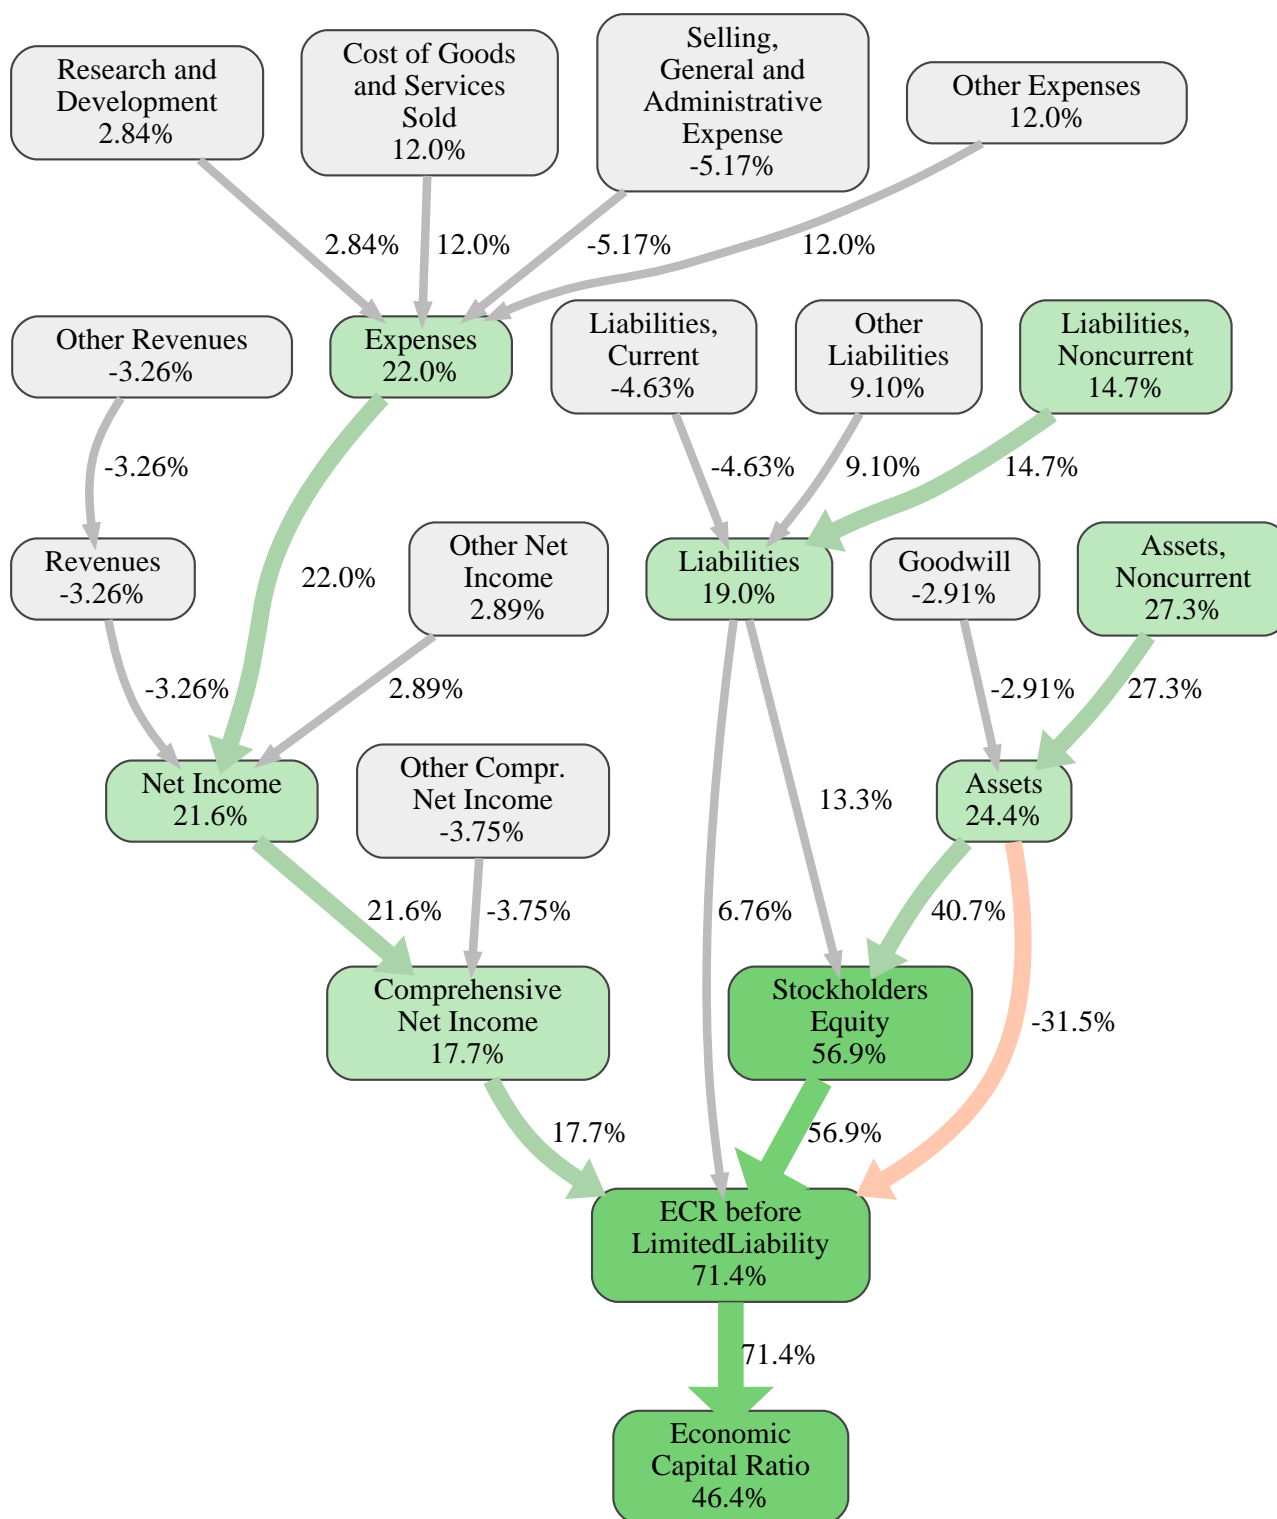 Research and
Development
2.84%
Cost of Goods
and Services
Sold
12.0%
Selling,
General and
Administrative
Expense
-5.17%
Other Expenses
12.0%
2.84%
12.0%
-5.17%
12.0%
Other Revenues
-3.26%
Expenses
22.0%
Liabilities,
Current
-4.63%
Other
Liabilities
9.10%
Liabilities,
Noncurrent
14.7%
-3.26%
-4.63%
9.10%
14.7%
Revenues
-3.26%
22.0%
Other Net
Income
2.89%
Liabilities
19.0%
Goodwill
-2.91%
Assets,
Noncurrent
27.3%
-3.26%
2.89%
-2.91%
27.3%
Net Income
21.6%
Other Compr.
Net Income
-3.75%
13.3%
Assets
24.4%
21.6%
-3.75%
6.76%
40.7%
Comprehensive
Net Income
17.7%
Stockholders
Equity
56.9%
-31.5%
17.7%
56.9%
ECR before
LimitedLiability
71.4%
71.4%
Economic
Capital Ratio
46.4%